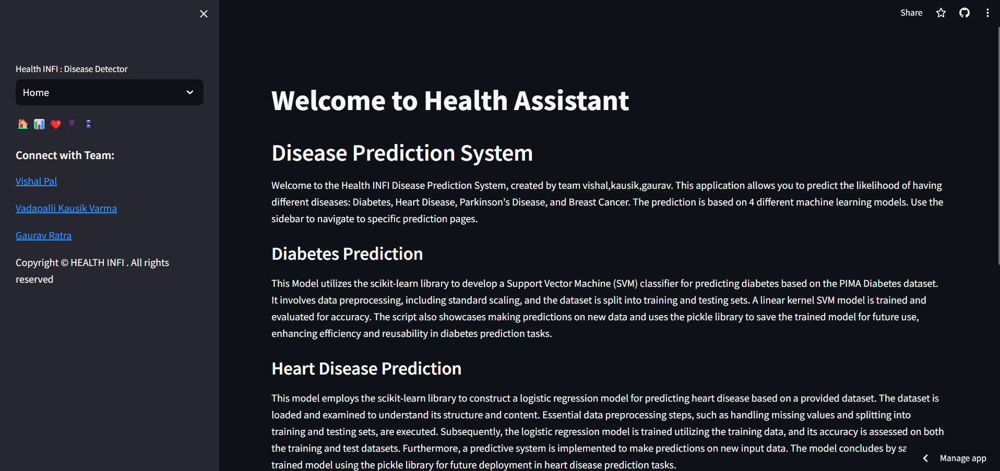 Share
Health INFI : Disease Detector
Home
Connect with Team:
Vishal Pal
Vadapalli Kausik Varma
Gaurav Ratra
Copyright © HEALTH INFI . All rights
reserved
Welcome to Health Assistant
Disease Prediction System
Welcome to the Health INFI Disease Prediction System, created by team vishal,kausik,gaurav. This application allows you to predict the likelihood of having
different diseases: Diabetes, Heart Disease, Parkinson's Disease, and Breast Cancer. The prediction is based on 4 different machine learning models. Use the
sidebar to navigate to specific prediction pages.
Diabetes Prediction
This Model utilizes the scikit-learn library to develop a Support Vector Machine (SVM) classifier for predicting diabetes based on the PIMA Diabetes dataset.
It involves data preprocessing, including standard scaling, and the dataset is split into training and testing sets. A linear kernel SVM model is trained and
evaluated for accuracy. The script also showcases making predictions on new data and uses the pickle library to save the trained model for future use,
enhancing efficiency and reusability in diabetes prediction tasks.
Heart Disease Prediction
This model employs the scikit-learn library to construct a logistic regression model for predicting heart disease based on a provided dataset. The dataset is
loaded and examined to understand its structure and content. Essential data preprocessing steps, such as handling missing values and splitting into
training and testing sets, are executed. Subsequently, the logistic regression model is trained utilizing the training data, and its accuracy is assessed on both
the training and test datasets. Furthermore, a predictive system is implemented to make predictions on new input data. The model concludes by
trained model using the pickle library for future deployment in heart disease prediction tasks.
Manage app